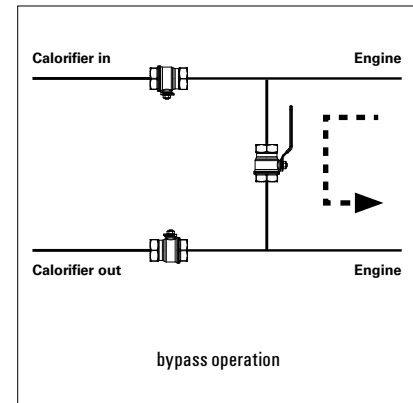 Calorifier in Engine
Calorifier out Engine
bypass operation